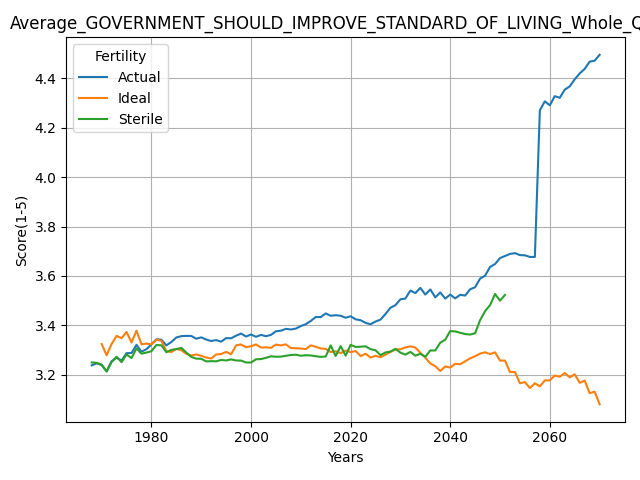 Average_GOVERNMENT_SHOULD_IMPROVE_STANDARD_OF_LIVING_Whole_Q
Fertility
Actual
Ideal
Sterile
4.4
4.2
4.0
3.8
3.6
3.4
3.2
Score(1-5)
1980 2000 2020 2040 2060
Years